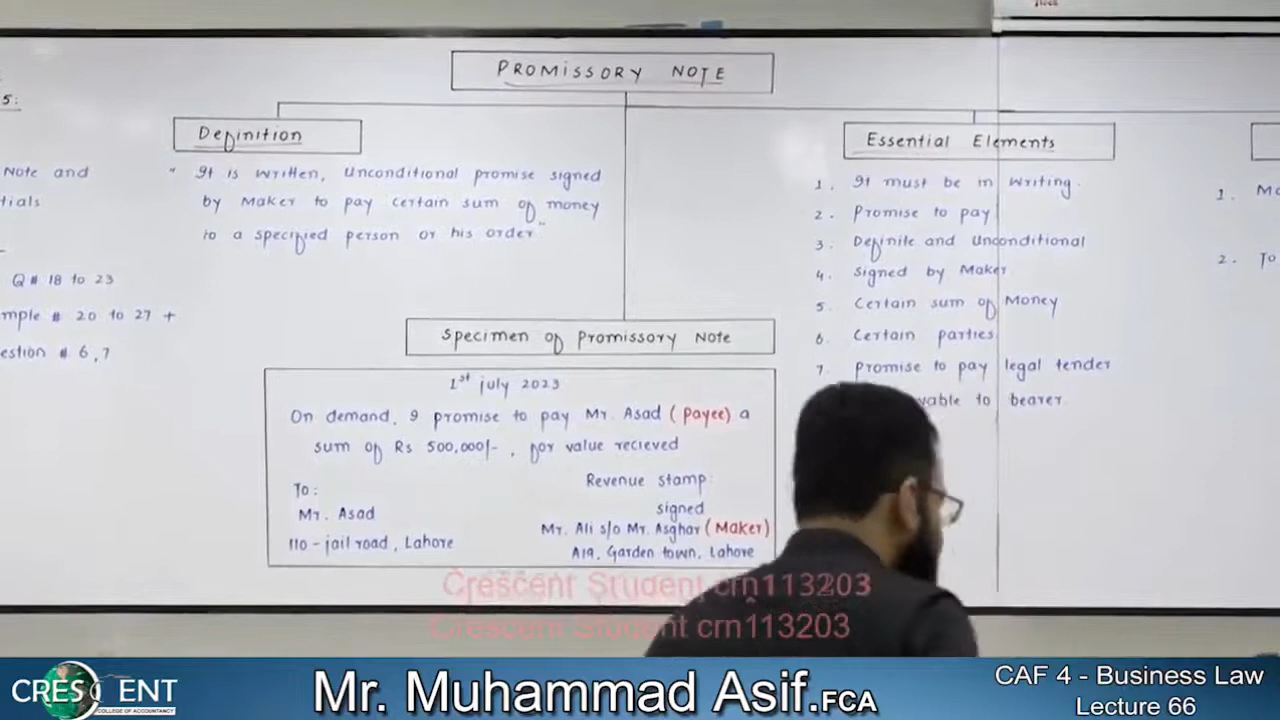 PROMISSORY NOTE
5:
Note and
Q # 18 to 23
20 to 27 +
# 6,7
Definition
" It is written, Unconditional promise signed
by Maker to pay certain sum of money
to a specified person or his order"
Specimen of Promissory Note
1st july 2023
On demand, I promise to pay Mr. Asad (Payee) a
sum of Rs 500,000/-, for value recieved
To:
Mr. Asad
110 - jail road, Lahore
Revenue stamp
signed
Mr. Ali s/o Mr. Asghar (Maker)
A19, Garden town, Lahore
Essential Elements
1. It must be in writing.
2. Promise to pay
3. Definite and Unconditional
4. Signed by Maker
5. Certain sum of Money
6. Certain parties
7. Promise to pay legal tender
to bearer.
1.
2. To
Crescent Student crn113203
Crescent Student crn113203
CRESCENT
COLLEGE OF ACCOUNTANCY
Mr. Muhammad Asif.FCA
CAF 4 - Business Law
Lecture 66